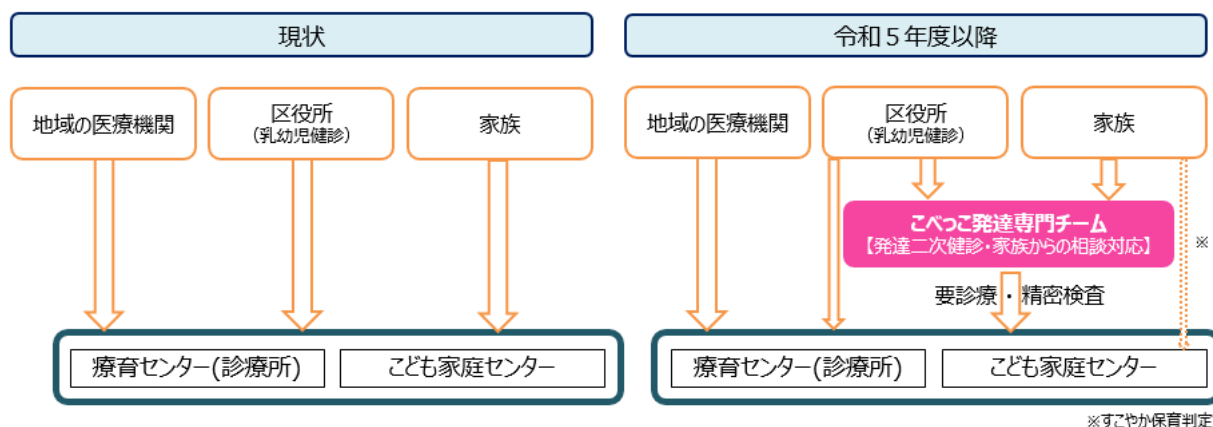 現状
地域の医療機関
区役所
(乳幼児健診)
家族
療育センター(診療所)
こども家庭センター
令和5年度以降
地域の医療機関
区役所
(乳幼児健診)
家族
こべっこ発達専門チーム
【発達二次健診・家族からの相談対応】
※
要診療・精密検査
療育センター(診療所)
こども家庭センター
※すこやか保育判定